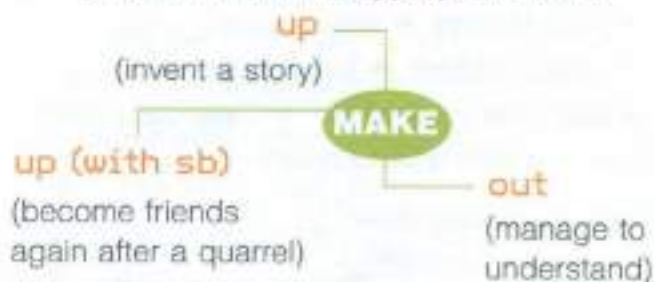 up
(invent a story)
MAKE
up (with sb)
(become friends
again after a quarrel)
out
(manage to
understand)